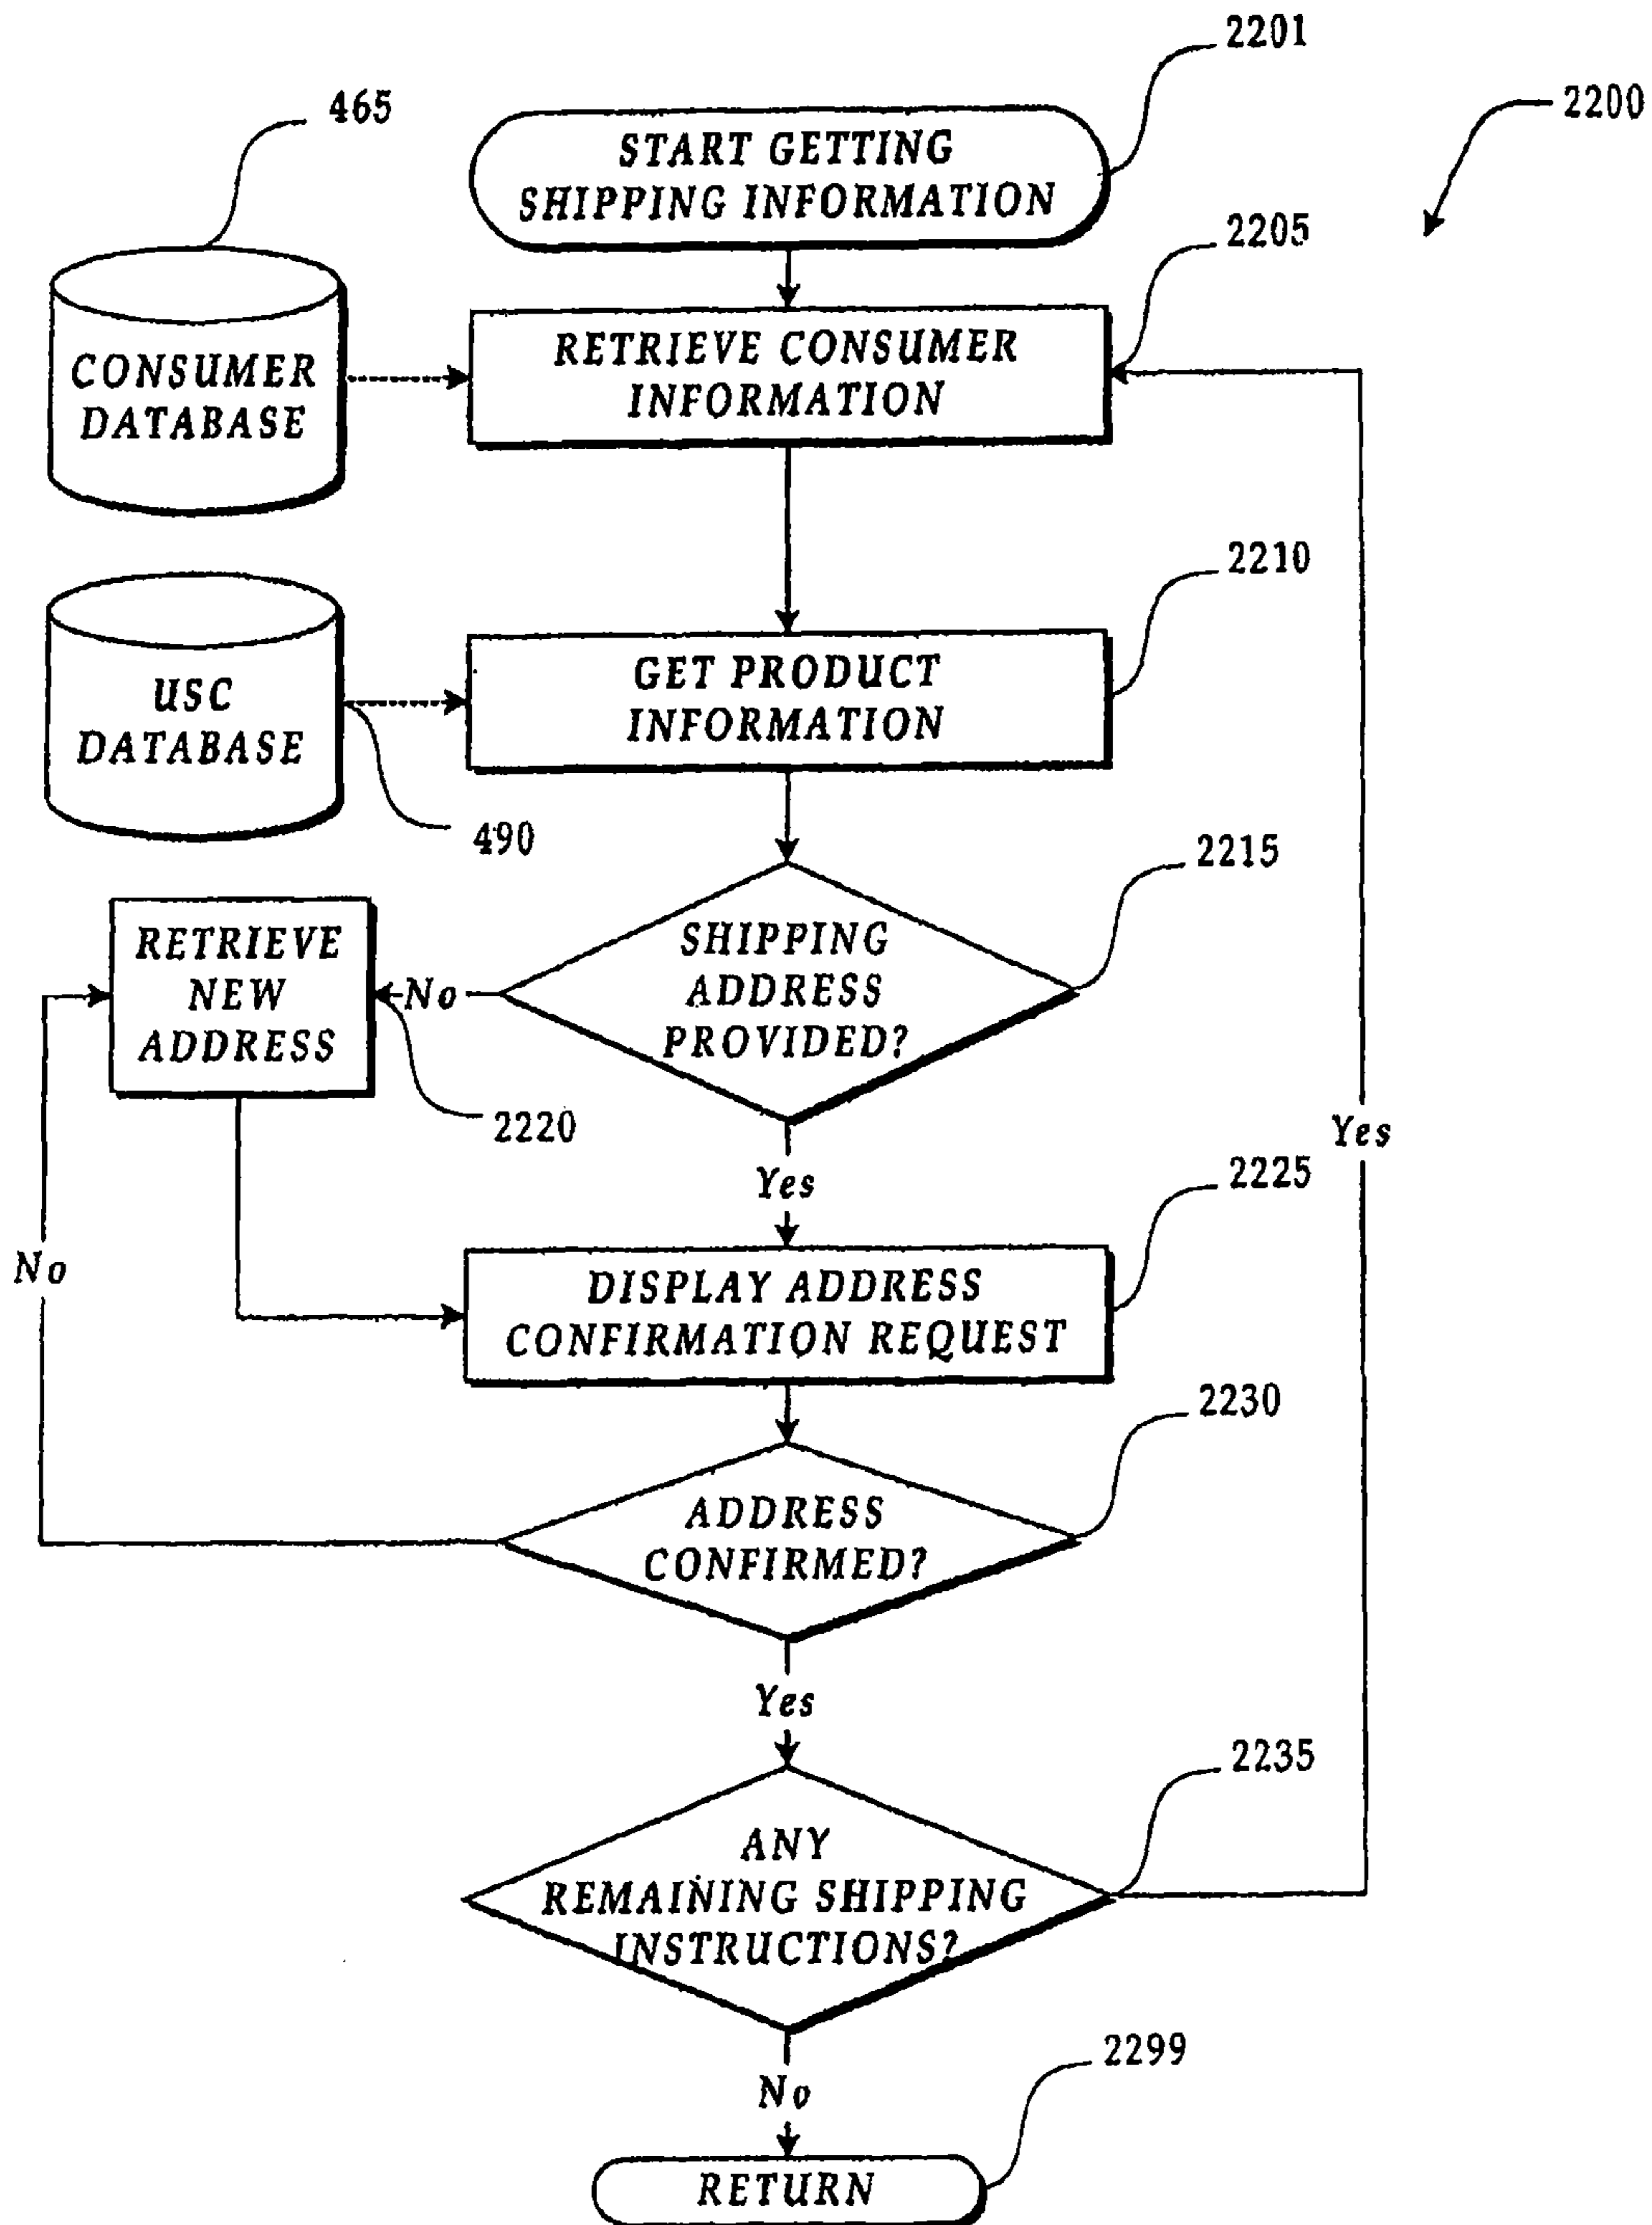 2201
2200
465
START GETTING
SHIPPING INFORMATION
2205
RETRIEVE CONSUMER
INFORMATION
CONSUMER
DATABASE
2210
GET PRODUCT
INFORMATION
USC
DATABASE
490
2215
SHIPPING
ADDRESS
PROVIDED?
No
RETRIEVE
NEW
ADDRESS
2220
Yes
Yes
2225
No
DISPLAY ADDRESS
CONFIRMATION REQUEST
2230
ADDRESS
CONFIRMED?
Yes
2235
ANY
REMAINING SHIPPING
INSTRUCTIONS?
No
2299
RETURN